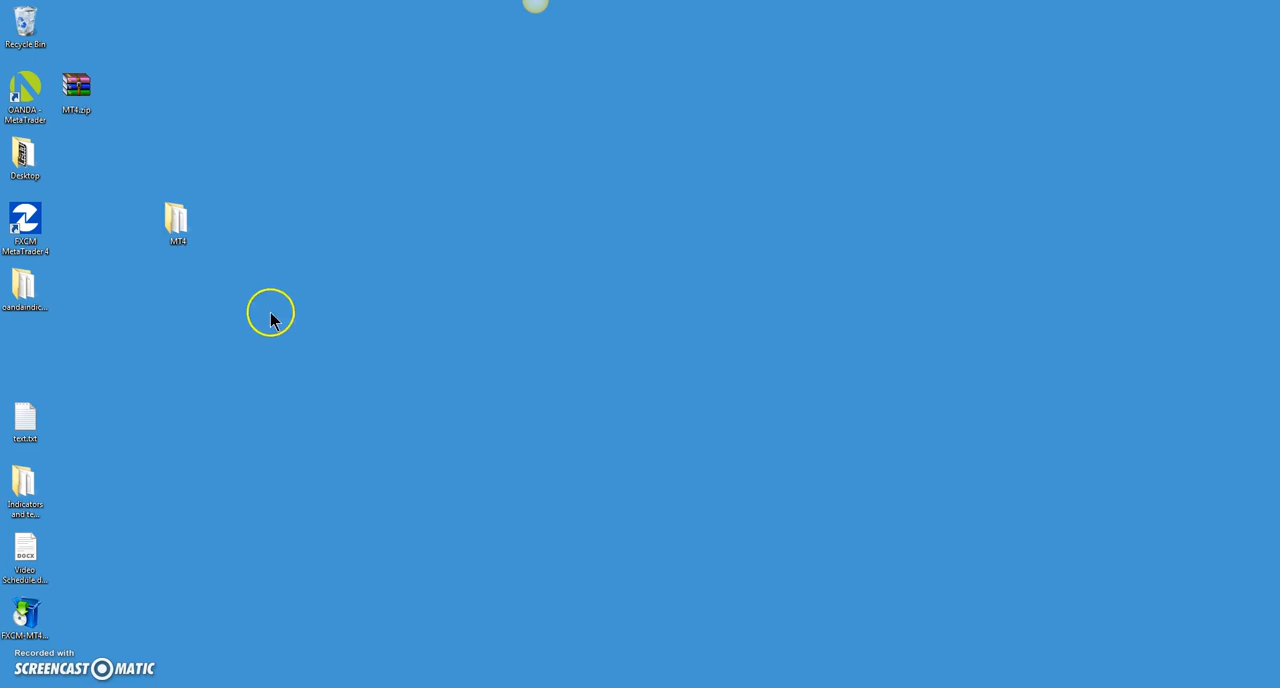 Recycle Bin
OANDA -
MetaTrader
MT4.zip
Desktop
FXCM
MetaTrader 4
MT4
oandaindic...
text.txt
Indicators
and te...
DOCX
Video
Schedule.d...
FXCM-MT4...
Recorded with
SCREENCAST MATIC